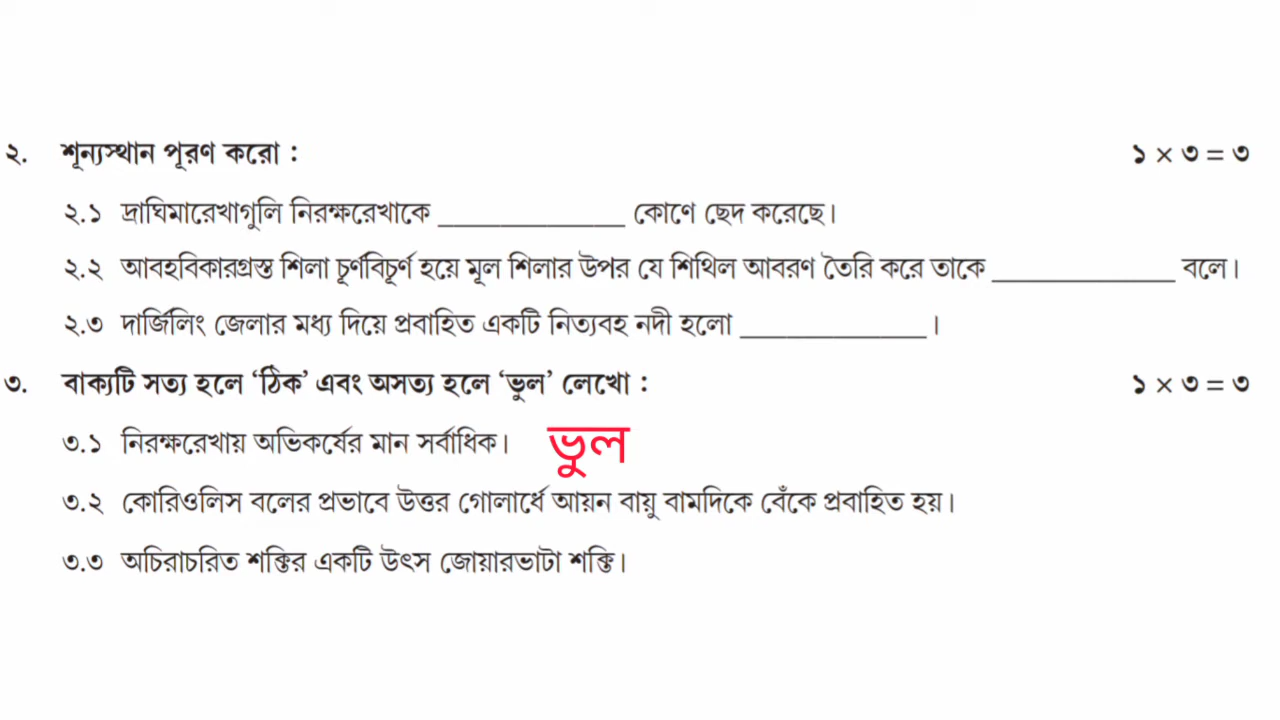 ২. শূন্যস্থান পূরণ করো : ১ × ৩ = ৩
২.১ দ্রাঘিমারেখাগুলি নিরক্ষরেখাকে ______________ কোণে ছেদ করেছে।
২.২ আবহবিকারগ্রস্ত শিলা চূর্ণবিচূর্ণ হয়ে মূল শিলার উপর যে শিথিল আবরণ তৈরি করে তাকে ______________ বলে।
২.৩ দার্জিলিং জেলার মধ্য দিয়ে প্রবাহিত একটি নিত্যবহ নদী হলো ______________ ।
৩. বাক্যটি সত্য হলে ‘ঠিক’ এবং অসত্য হলে ‘ভুল’ লেখো : ১ × ৩ = ৩
৩.১ নিরক্ষরেখায় অভিকর্ষের মান সর্বাধিক। ভুল
৩.২ কোরিওলিস বলের প্রভাবে উত্তর গোলার্ধে আয়ন বায়ু বামদিকে বেঁকে প্রবাহিত হয়।
৩.৩ অচিরাচরিত শক্তির একটি উৎস জোয়ারভাটা শক্তি।